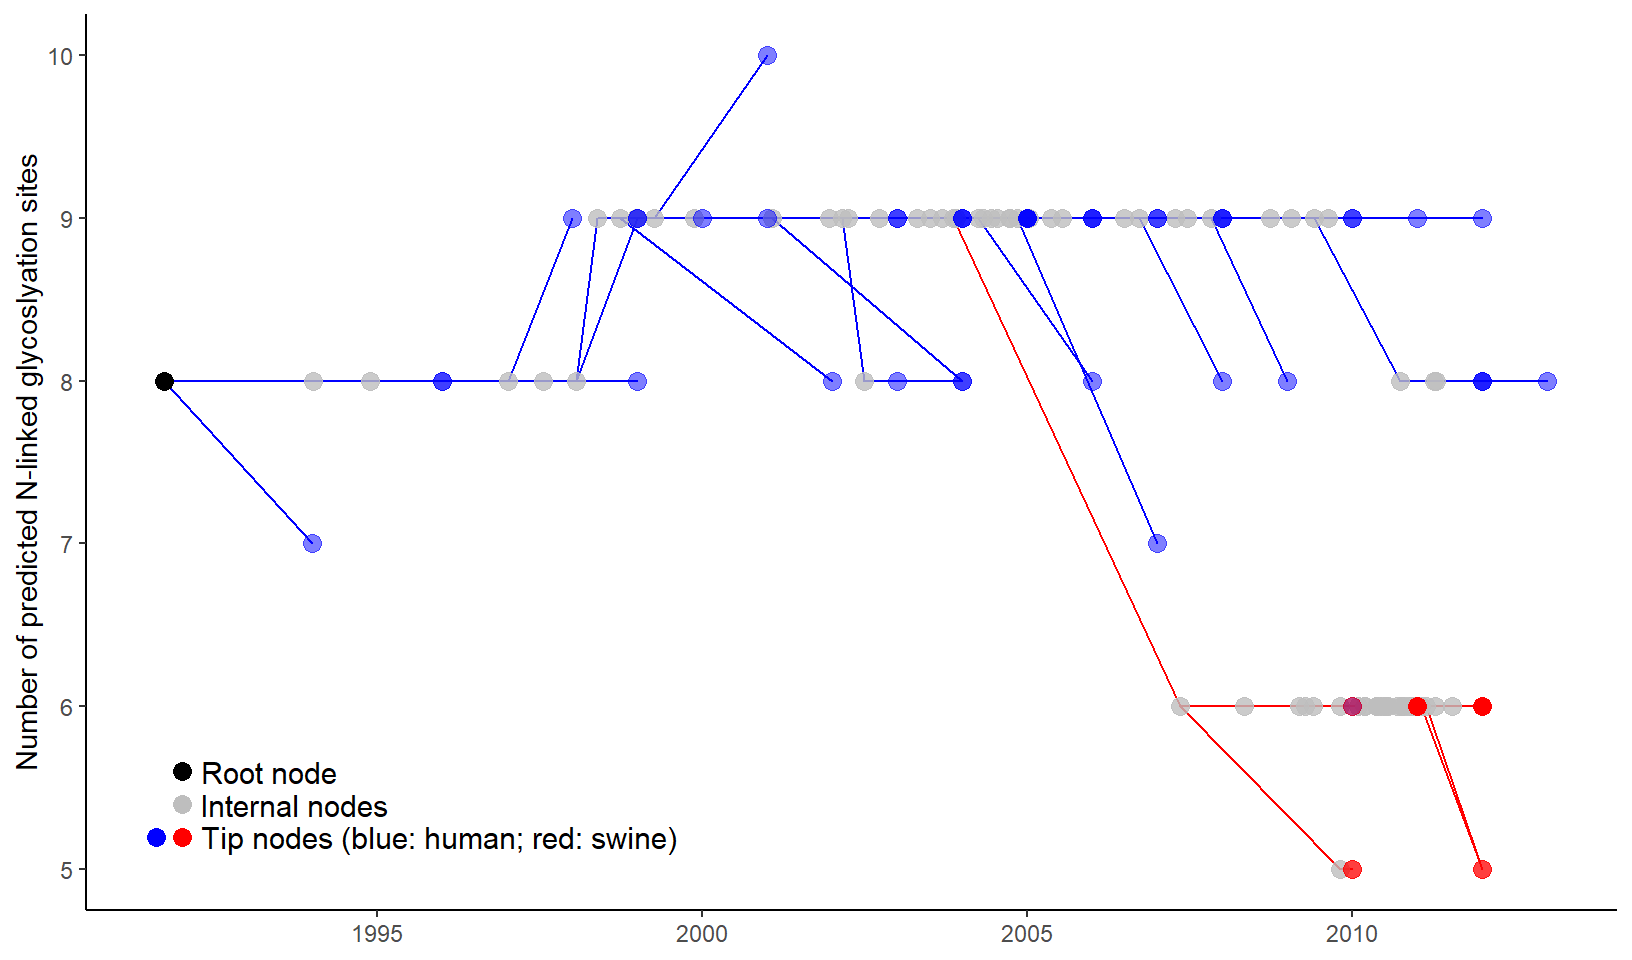 Number of predicted N-linked glycoslyation sites
10
9
8
7
6
5
Root node
Internal nodes
Tip nodes (blue: human; red: swine)
1995
2000
2005
2010